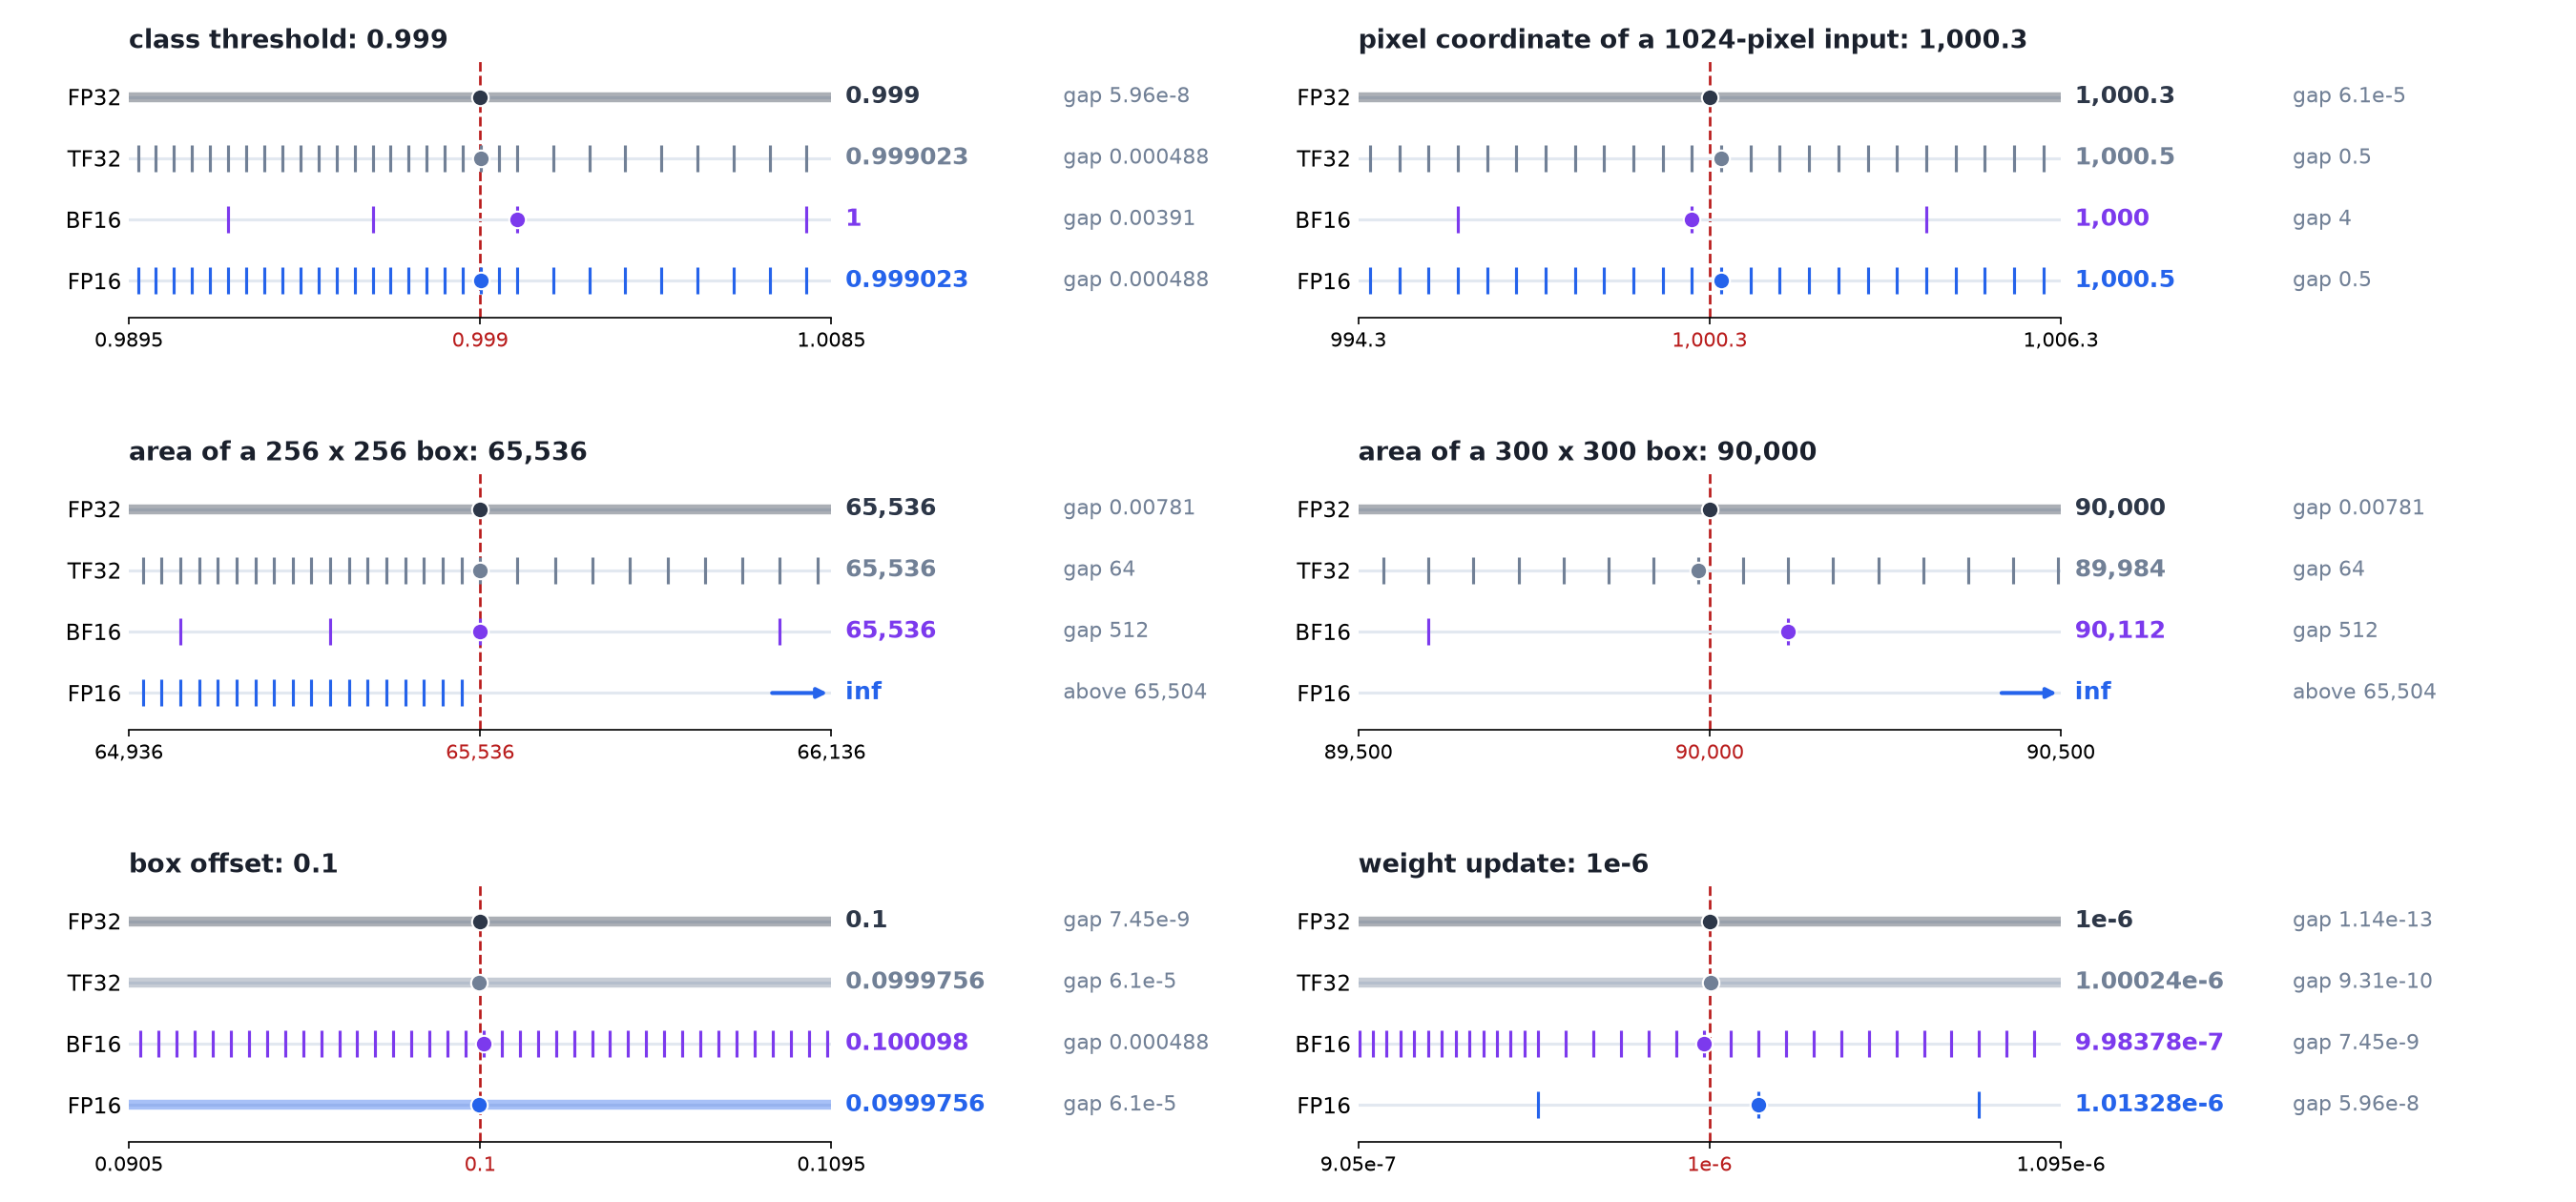 class threshold: 0.999
FP32 0.999 gap 5.96e-8
TF32 0.999023 gap 0.000488
BF16 1 gap 0.00391
FP16 0.999023 gap 0.000488
0.9895 0.999 1.0085
pixel coordinate of a 1024-pixel input: 1,000.3
FP32 1,000.3 gap 6.1e-5
TF32 1,000.5 gap 0.5
BF16 1,000 gap 4
FP16 1,000.5 gap 0.5
994.3 1,000.3 1,006.3
area of a 256 x 256 box: 65,536
FP32 65,536 gap 0.00781
TF32 65,536 gap 64
BF16 65,536 gap 512
FP16 inf above 65,504
64,936 65,536 66,136
area of a 300 x 300 box: 90,000
FP32 90,000 gap 0.00781
TF32 89,984 gap 64
BF16 90,112 gap 512
FP16 inf above 65,504
89,500 90,000 90,500
box offset: 0.1
FP32 0.1 gap 7.45e-9
TF32 0.0999756 gap 6.1e-5
BF16 0.100098 gap 0.000488
FP16 0.0999756 gap 6.1e-5
0.0905 0.1 0.1095
weight update: 1e-6
FP32 1e-6 gap 1.14e-13
TF32 1.00024e-6 gap 9.31e-10
BF16 9.98378e-7 gap 7.45e-9
FP16 1.01328e-6 gap 5.96e-8
9.05e-7 1e-6 1.095e-6